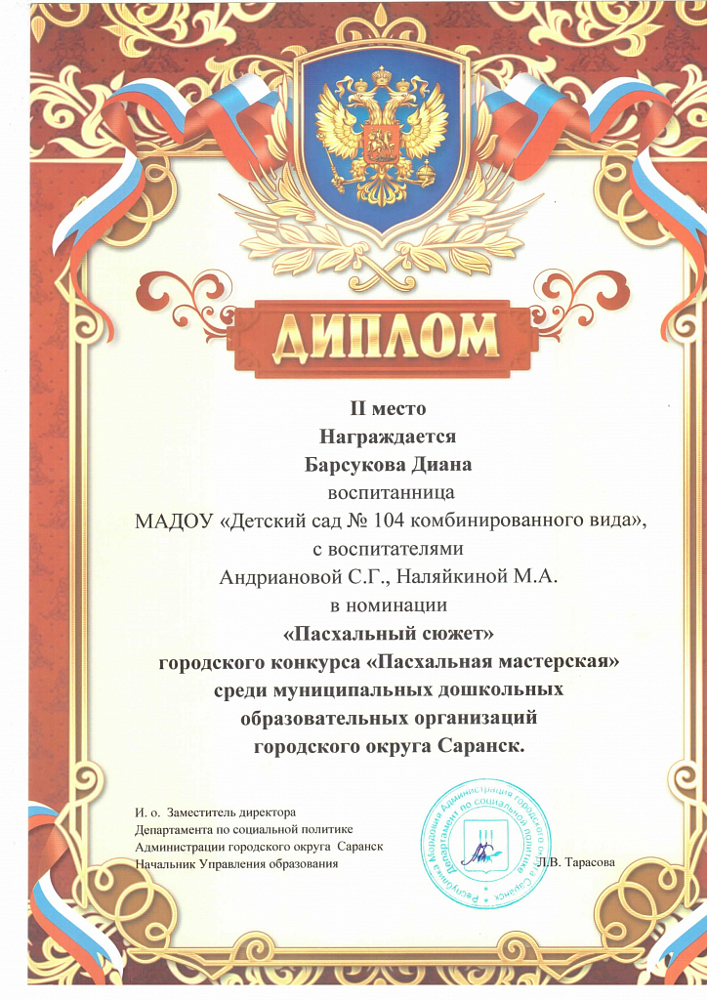 ДИПЛОМ
II место
Награждается
Барсукова Диана
воспитанница
МАДОУ «Детский сад № 104 комбинированного вида»,
с воспитателями
Андриановой С.Г., Наляйкиной М.А.
в номинации
«Пасхальный сюжет»
городского конкурса «Пасхальная мастерская»
среди муниципальных дошкольных
образовательных организаций
городского округа Саранск.
И. о. Заместитель директора
Департамента по социальной политике
Администрации городского округа Саранск
Начальник Управления образования
Л.В. Тарасова
Республика Мордовия Администрация городского округа Саранск
Департамент по социальной политике